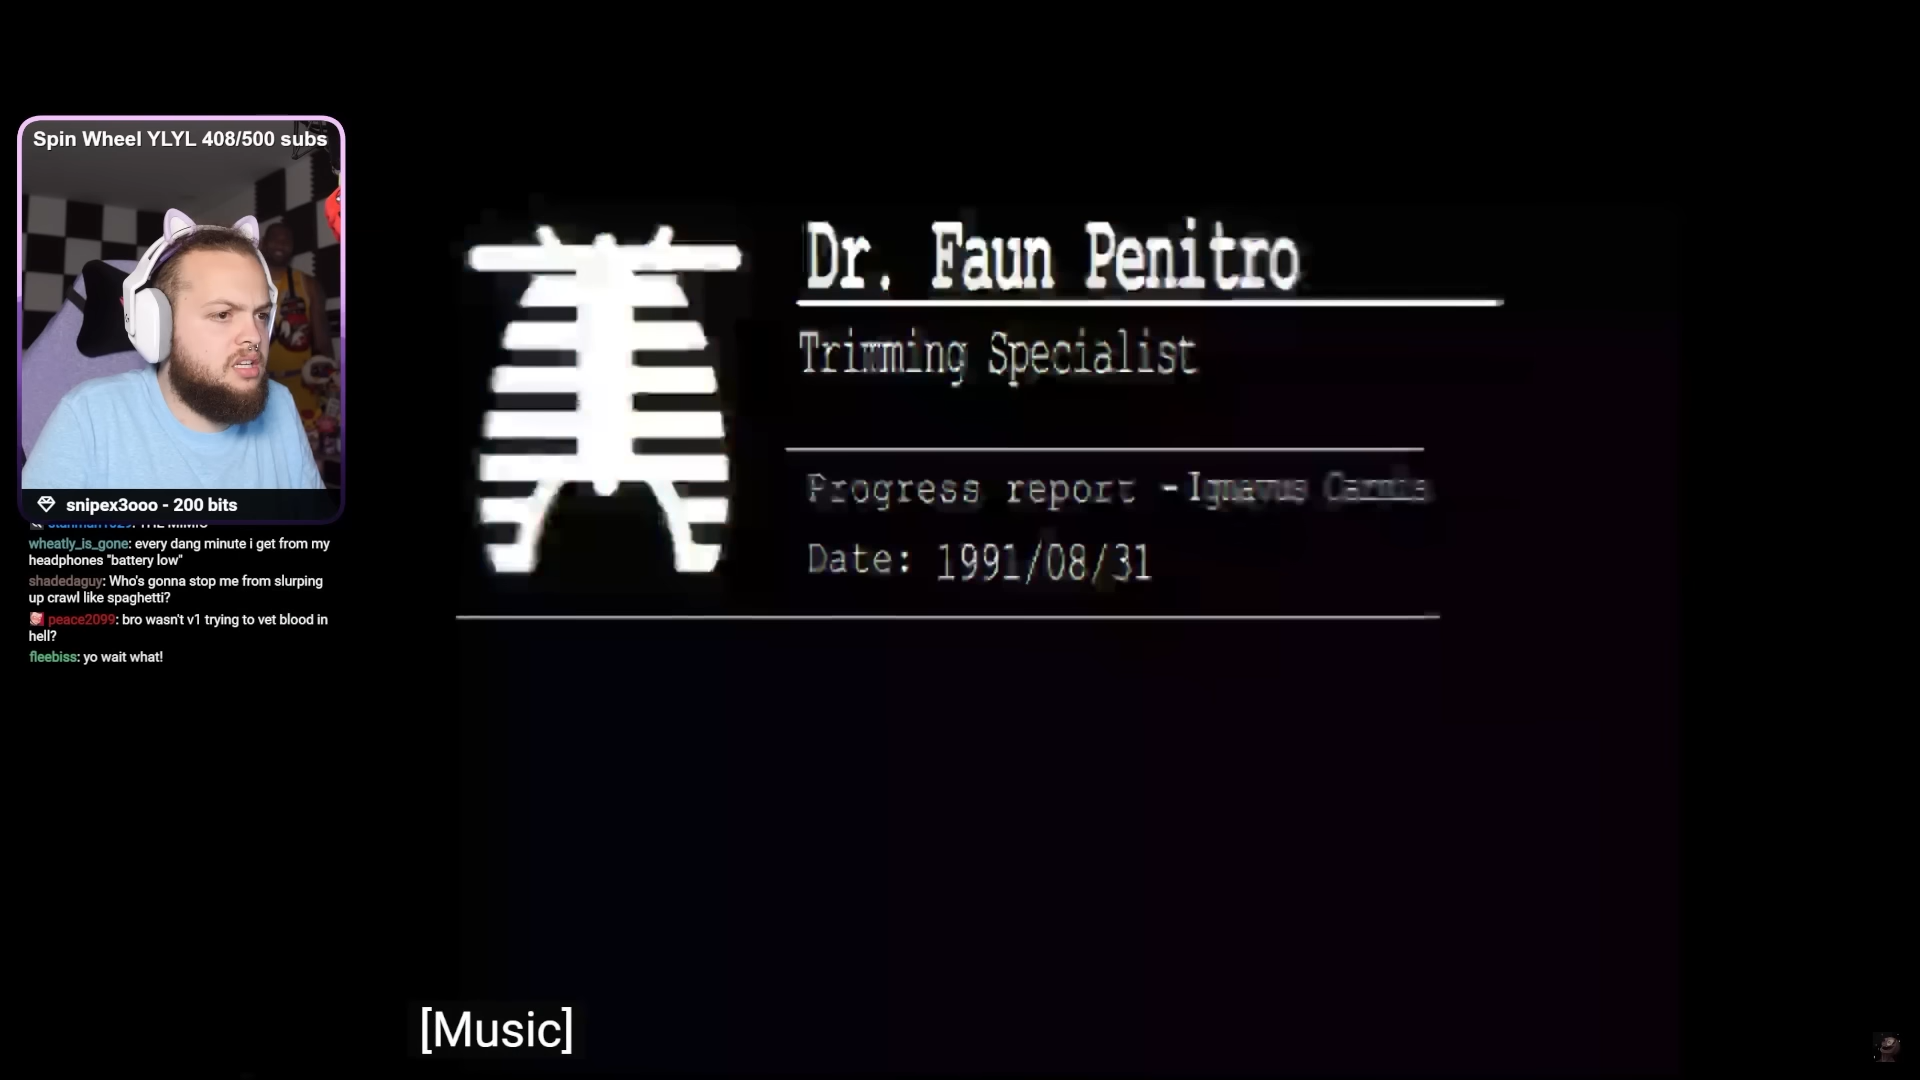 Spin Wheel YLYL 408/500 subs
snipex3ooo - 200 bits
wheatly_is_gone: every dang minute i get from my
headphones "battery low"
shadedaguy: Who's gonna stop me from slurping
up crawl like spaghetti?
peace2099: bro wasn't v1 trying to vet blood in
hell?
fleebiss: yo wait what!
Dr. Faun Penitro
Trimming Specialist
Progress report - Ignavus
Date: 1991/08/31
[Music]